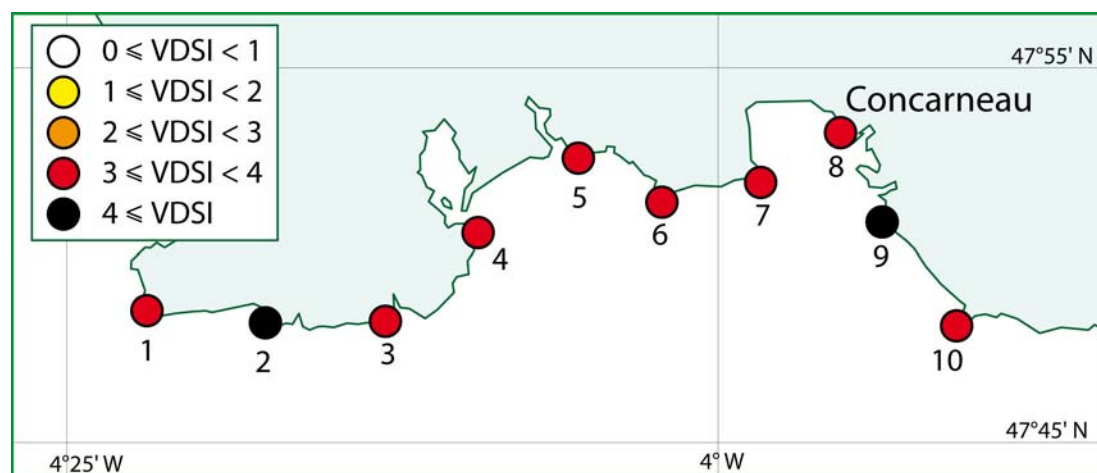 0 ⩽ VDSI < 1
1 ⩽ VDSI < 2
2 ⩽ VDSI < 3
3 ⩽ VDSI < 4
4 ⩽ VDSI
47°55' N
Concarneau
8
5
7
6
4
9
1
2
3
10
47°45' N
4°25' W
4° W